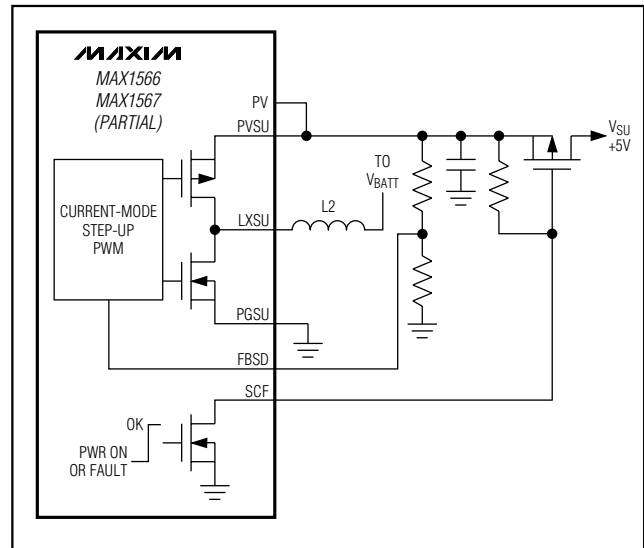 MAXIM
MAX1566
MAX1567
(PARTIAL)
PV
PVSU
VSU
+5V
TO
VBATT
CURRENT-MODE
STEP-UP
PWM
LXSU
L2
PGSU
FBSD
SCF
OK
PWR ON
OR FAULT